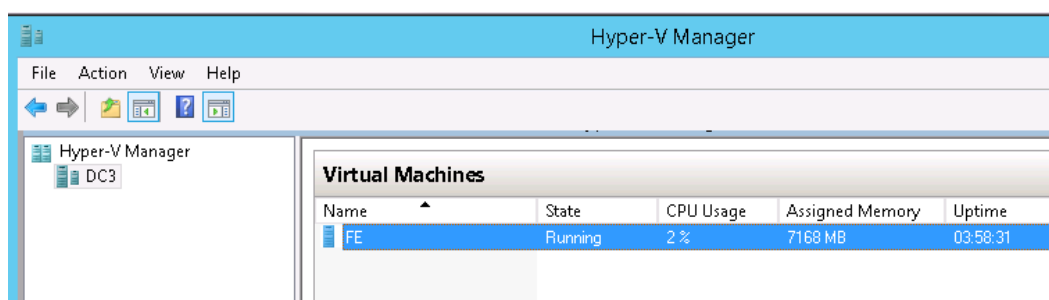 Hyper-V Manager
File Action View Help
Hyper-V Manager
DC3
Virtual Machines
Name State CPU Usage Assigned Memory Uptime
FE Running 2 % 7168 MB 03:58:31